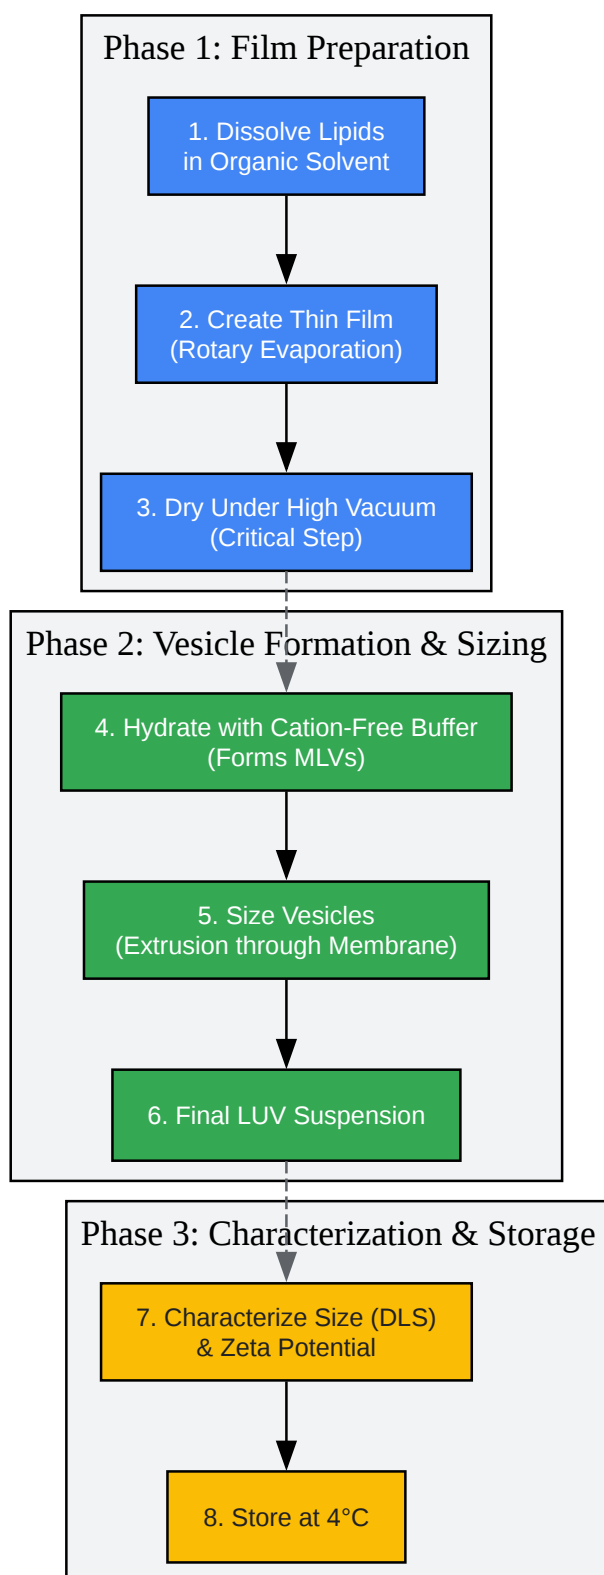 Phase 1: Film Preparation
1. Dissolve Lipids
in Organic Solvent
2. Create Thin Film
(Rotary Evaporation)
3. Dry Under High Vacuum
(Critical Step)
Phase 2: Vesicle Formation & Sizing
4. Hydrate with Cation-Free Buffer
(Forms MLVs)
5. Size Vesicles
(Extrusion through Membrane)
6. Final LUV Suspension
Phase 3: Characterization & Storage
7. Characterize Size (DLS)
& Zeta Potential
8. Store at 4°C